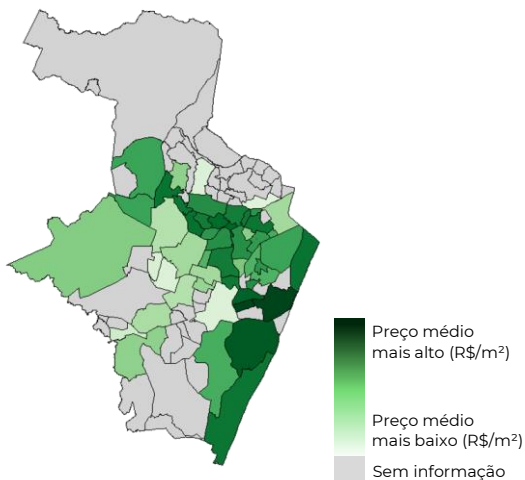 Preço médio
mais alto (R$/m²)
Preço médio
mais baixo (R$/m²)
Sem informação